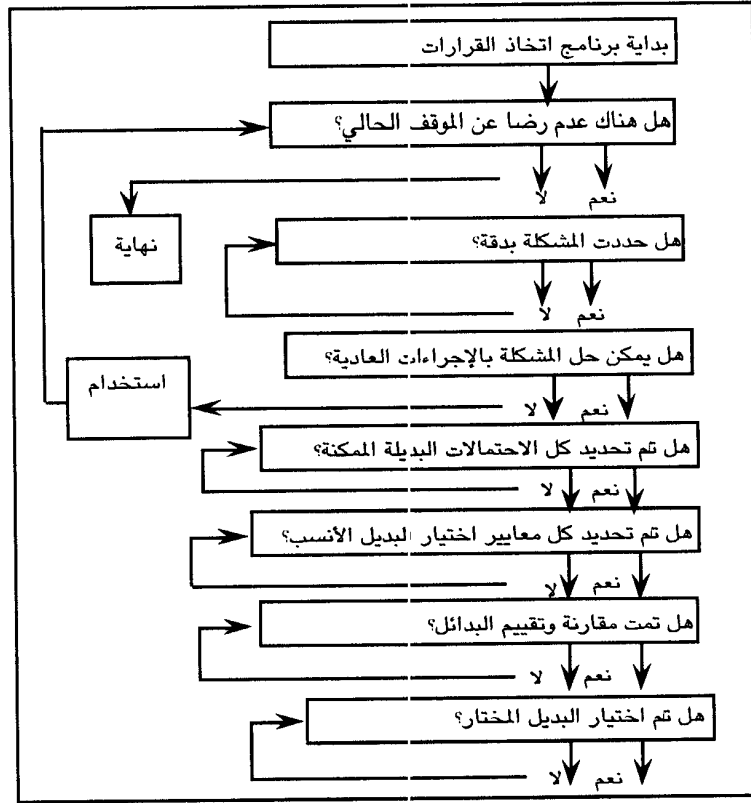 بداية برنامج اتخاذ القرارات
هل هناك عدم رضا عن الموقف الحالي؟
نعم
لا
نهاية
هل حددت المشكلة بدقة؟
نعم
لا
هل يمكن حل المشكلة بالإجراءات العادية؟
استخدام
نعم
لا
هل تم تحديد كل الاحتمالات البديلة الممكنة؟
نعم
لا
هل تم تحديد كل معايير اختيار البديل الأنسب؟
نعم
لا
هل تمت مقارنة وتقييم البدائل؟
نعم
لا
هل تم اختيار البديل المختار؟
نعم
لا